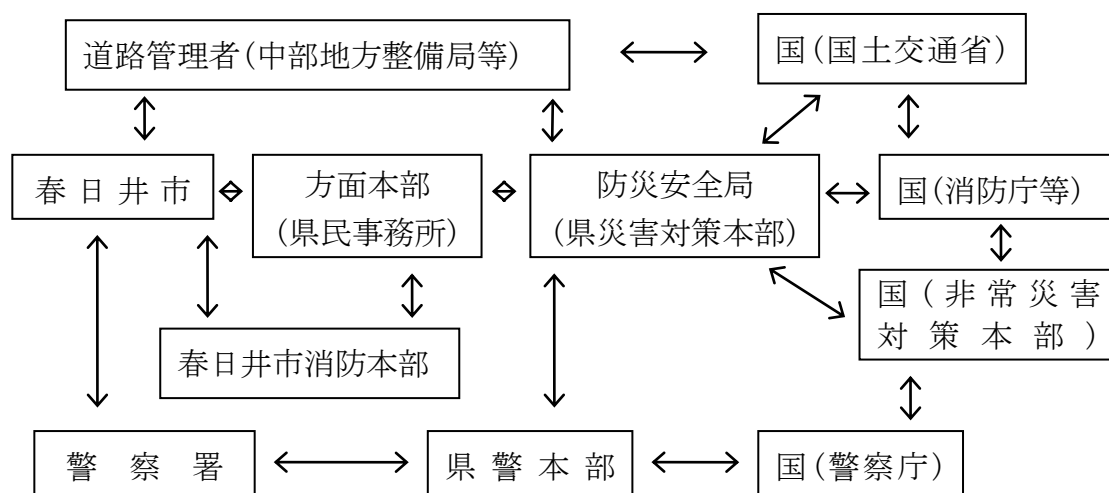 道路管理者(中部地方整備局等)
国(国土交通省)
春日井市
方面本部
(県民事務所)
防災安全局
(県災害対策本部)
国(消防庁等)
国(非常災害
対策本部)
春日井市消防本部
警察署
県警本部
国(警察庁)